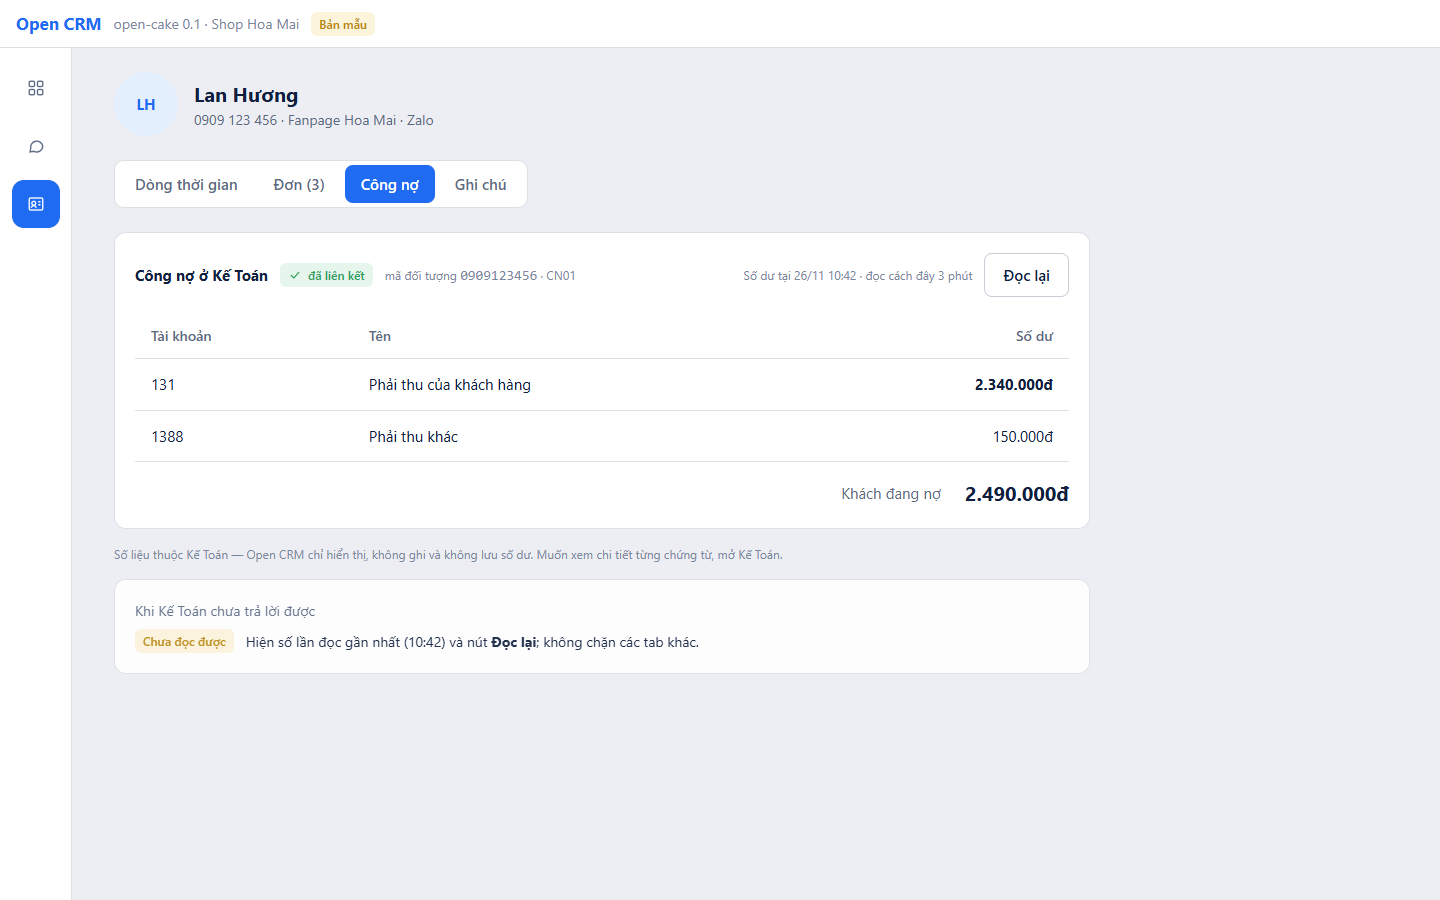 Open CRM open-cake 0.1 · Shop Hoa Mai Bản mẫu
LH
Lan Hương
0909 123 456 · Fanpage Hoa Mai · Zalo
Dòng thời gian Đơn (3) Công nợ Ghi chú
Công nợ ở Kế Toán đã liên kết mã đối tượng 0909123456 · CN01 Số dư tại 26/11 10:42 · đọc cách đây 3 phút Đọc lại
Tài khoản Tên Số dư
131 Phải thu của khách hàng 2.340.000đ
1388 Phải thu khác 150.000đ
Khách đang nợ 2.490.000đ
Số liệu thuộc Kế Toán — Open CRM chỉ hiển thị, không ghi và không lưu số dư. Muốn xem chi tiết từng chứng từ, mở Kế Toán.
Khi Kế Toán chưa trả lời được
Chưa đọc được Hiện số lần đọc gần nhất (10:42) và nút Đọc lại; không chặn các tab khác.